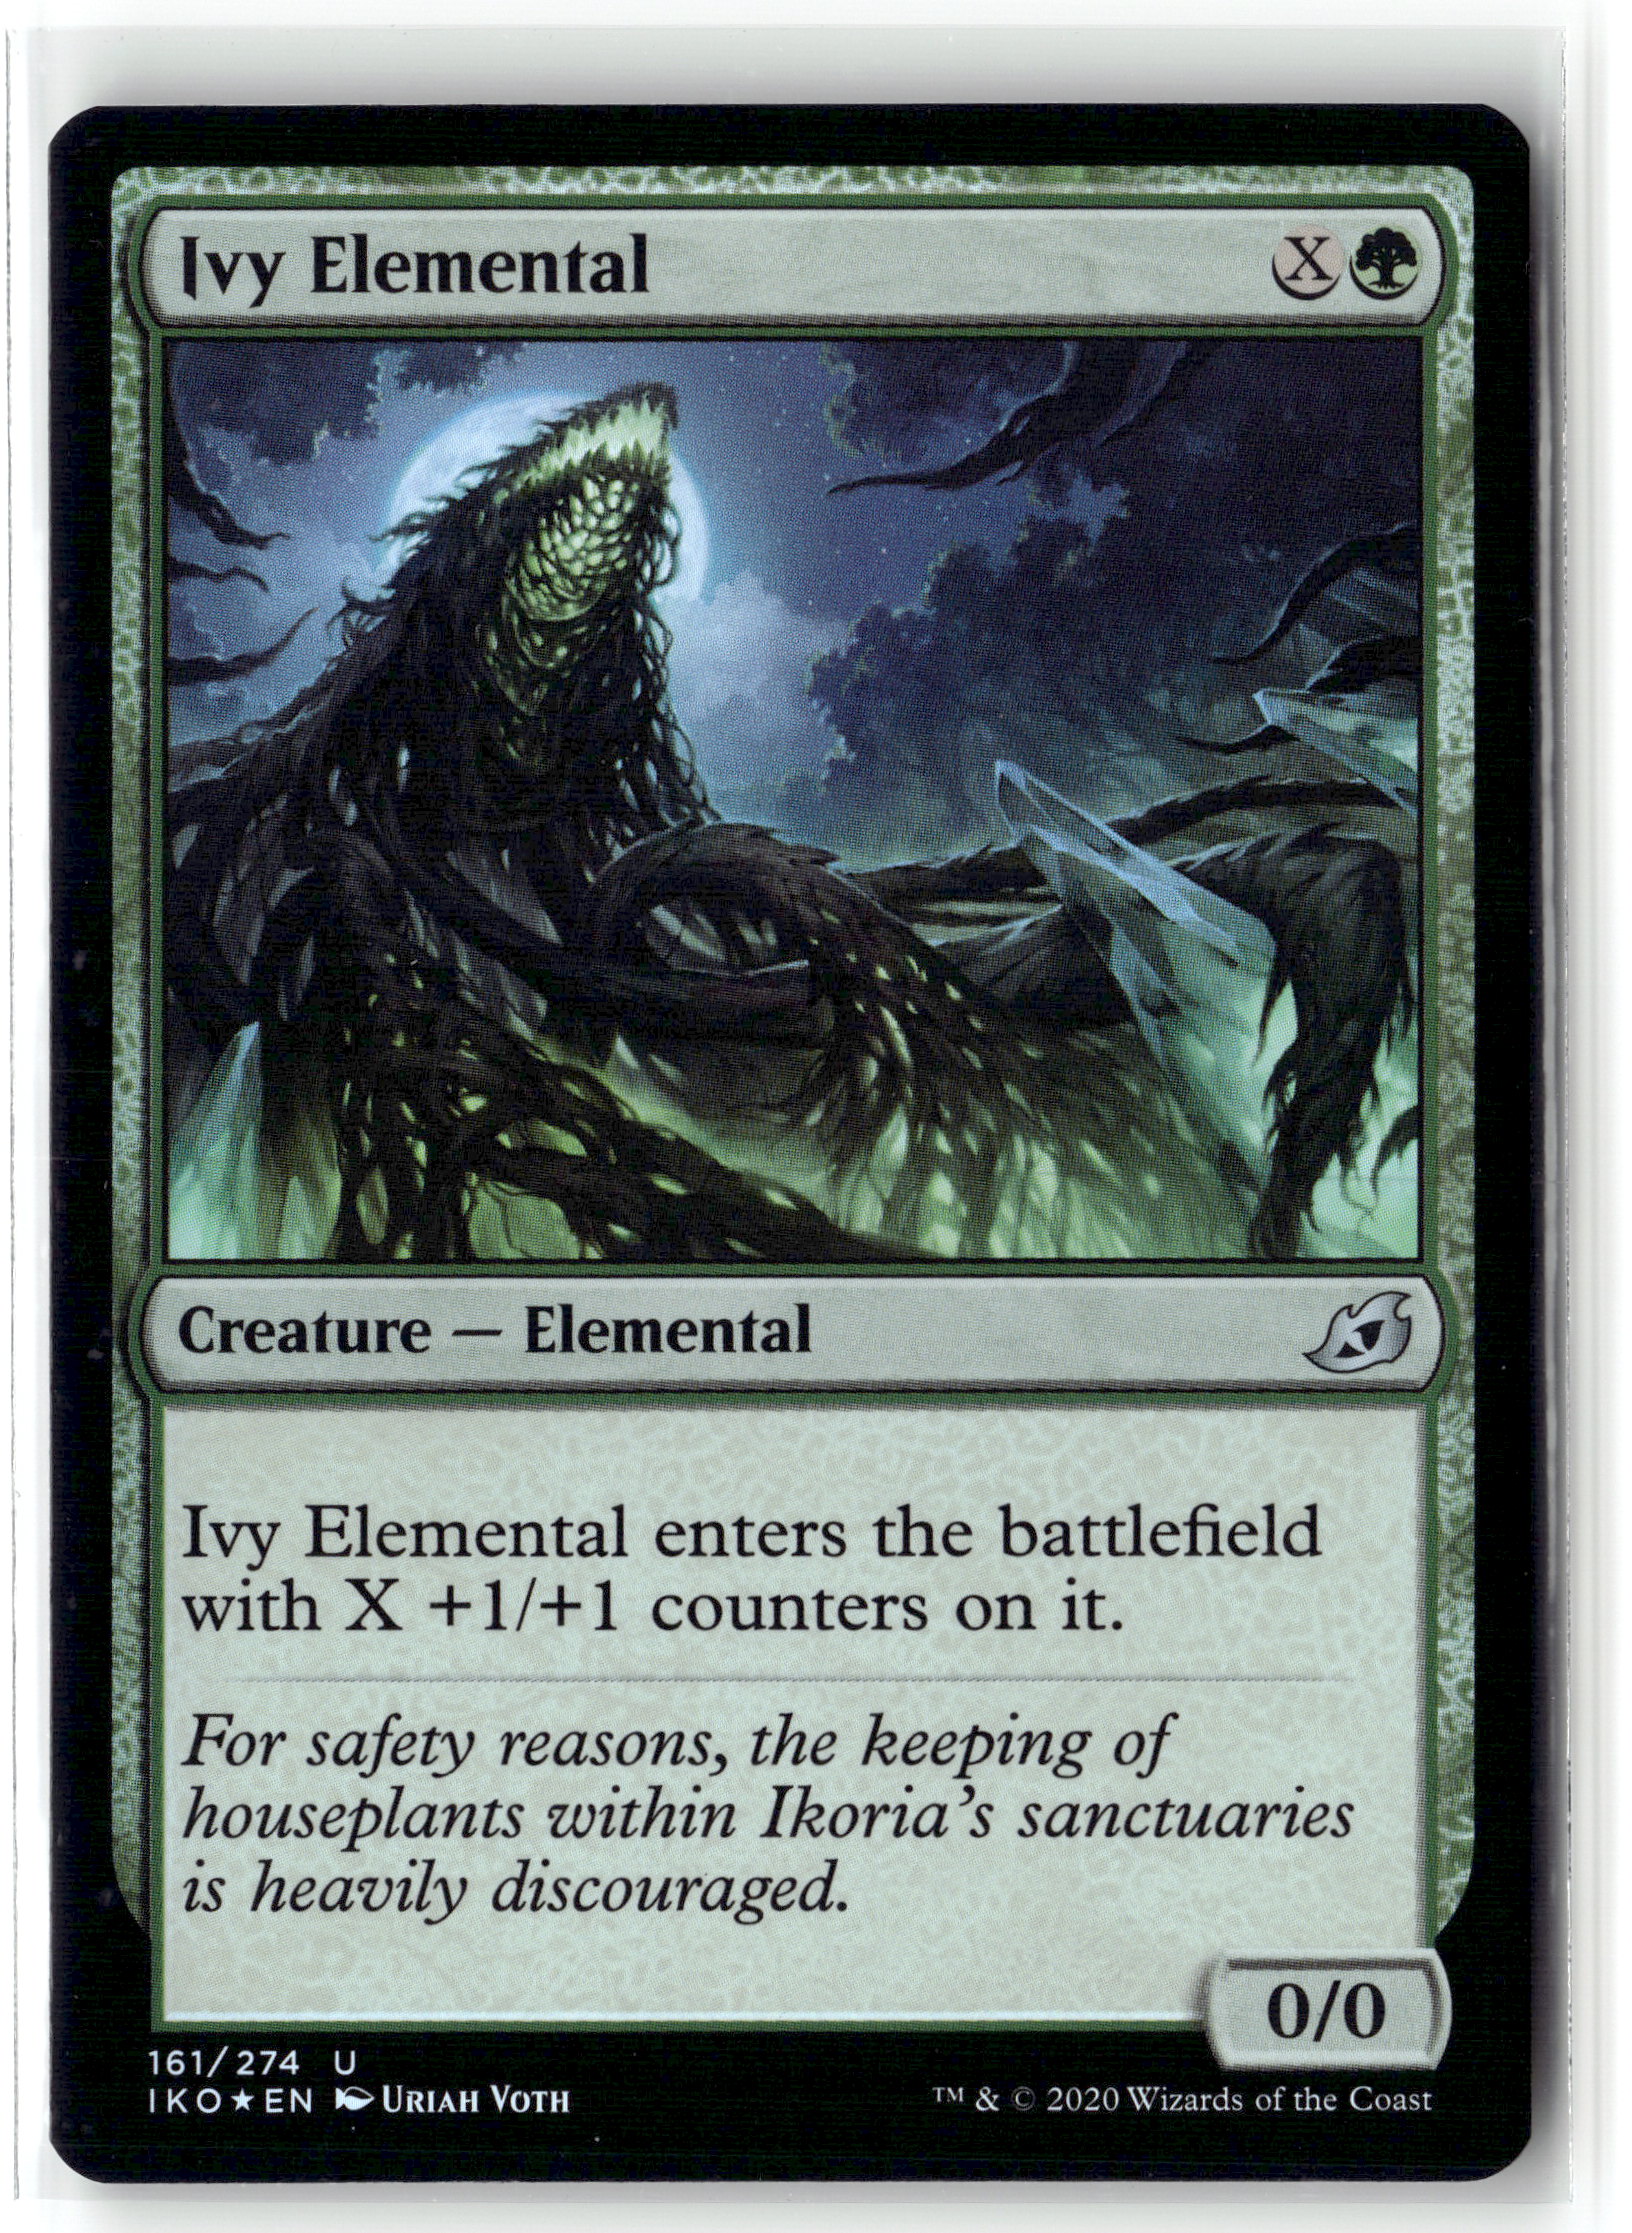 Ivy Elemental X
Creature — Elemental
Ivy Elemental enters the battlefield
with X +1/+1 counters on it.
For safety reasons, the keeping of
houseplants within Ikoria's sanctuaries
is heavily discouraged.
0/0
161/274 U
IKO★EN Uriah Voth
™ & © 2020 Wizards of the Coast